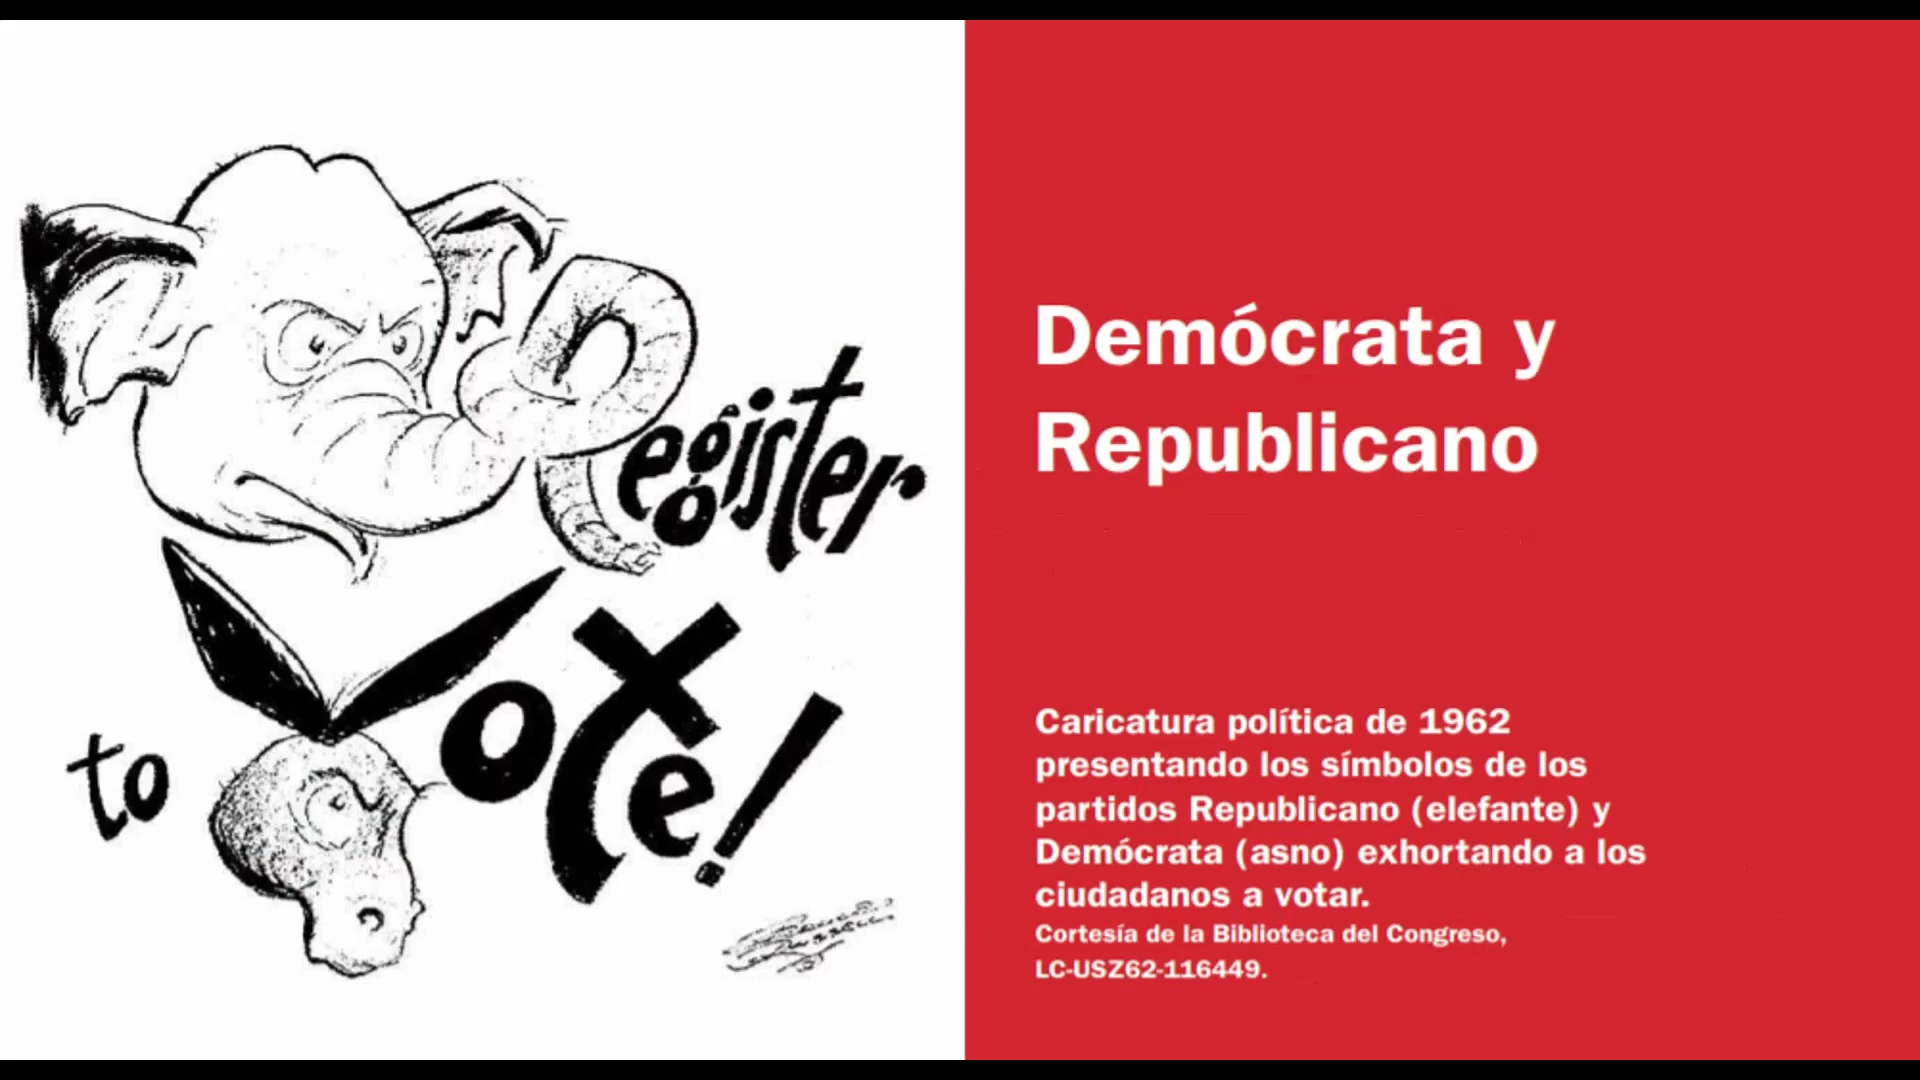 Register
to Vote!
Demócrata y
Republicano
Caricatura política de 1962
presentando los símbolos de los
partidos Republicano (elefante) y
Demócrata (asno) exhortando a los
ciudadanos a votar.
Cortesía de la Biblioteca del Congreso,
LC-USZ62-116449.